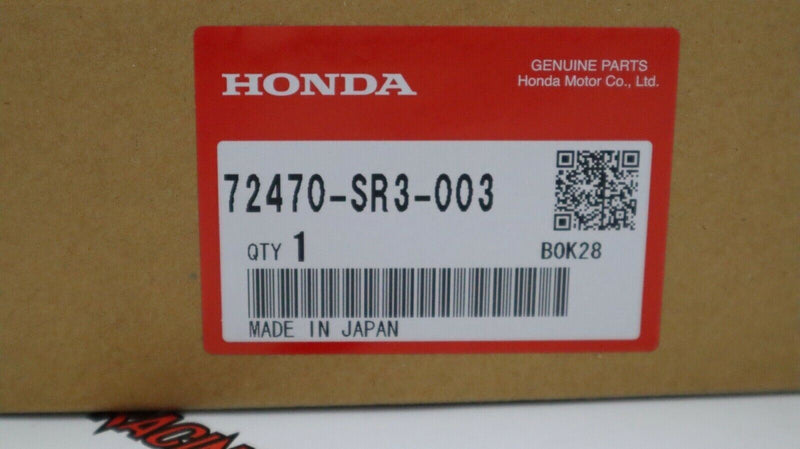 HONDA
GENUINE PARTS
Honda Motor Co., Ltd.
72470-SR3-003
QTY 1
B0K28
MADE IN JAPAN